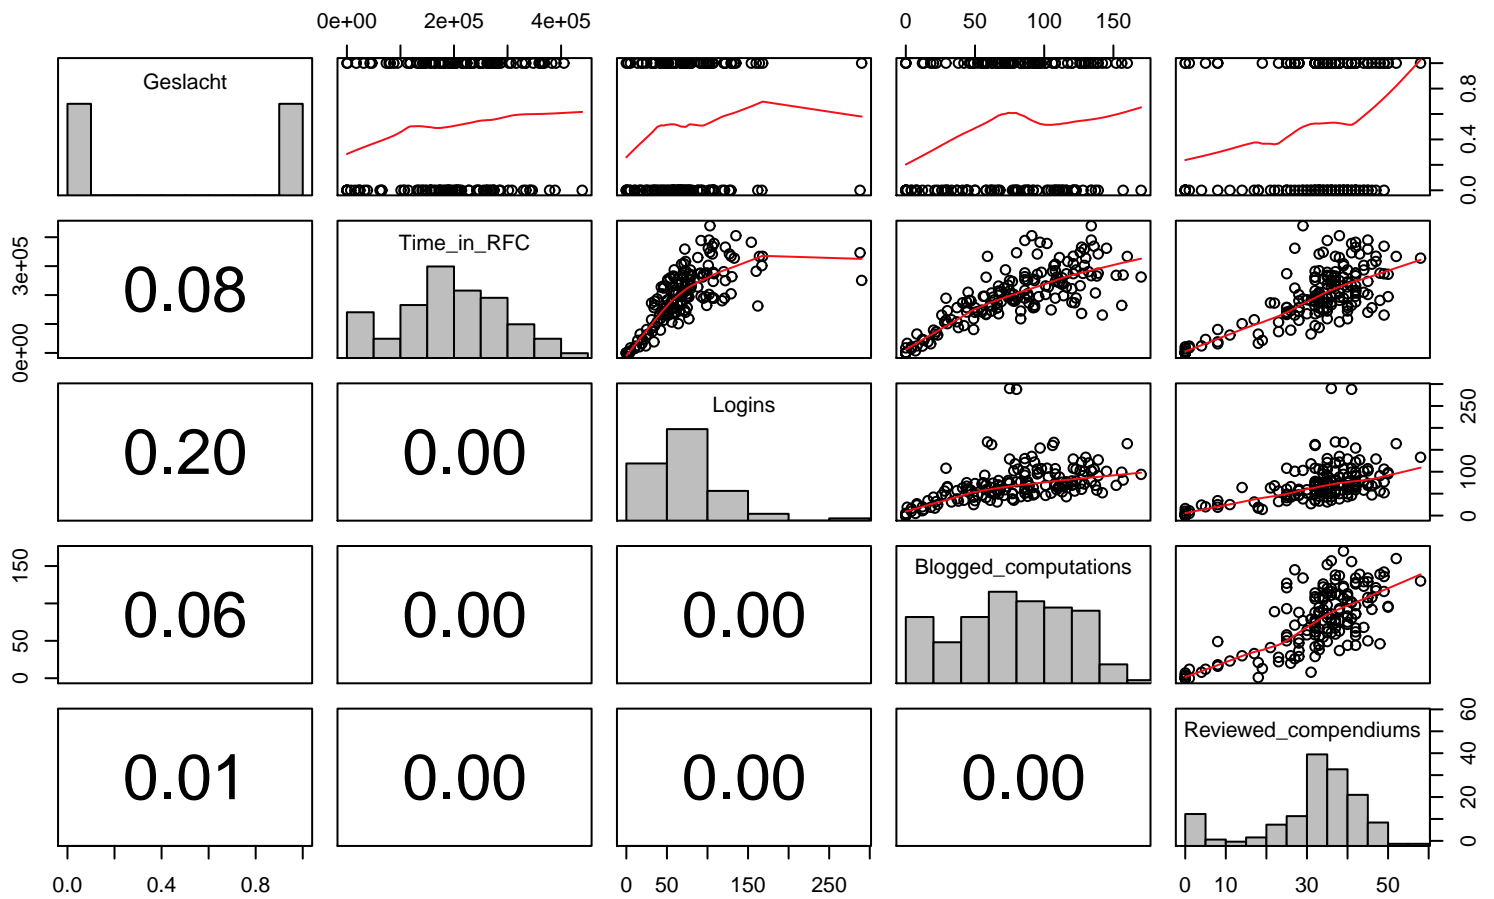 0e+00 2e+05 4e+05 0 50 100 150
Geslacht
0.0 0.4 0.8
0.08 Time_in_RFC
0e+00 3e+05
0.20 0.00 Logins
0 100 250
0.06 0.00 0.00 Blogged_computations
0 50 150
0.01 0.00 0.00 0.00 Reviewed_compendiums
0 20 40 60
0.0 0.4 0.8 0 50 150 250 0 10 30 50